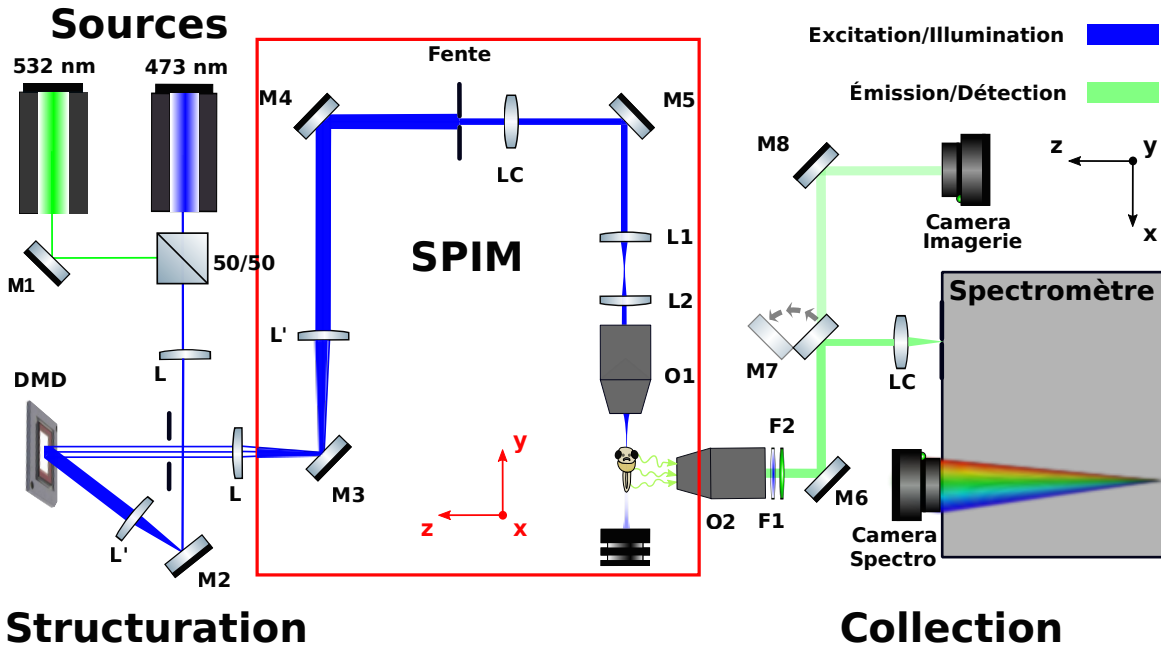 Sources
532 nm
473 nm
M1
50/50
L
DMD
L'
M2
L
M3
L'
M4
Fente
LC
M5
L1
L2
O1
SPIM
y
z
x
O2
F1
F2
M6
M7
M8
LC
Excitation/Illumination
Émission/Détection
z
y
x
Camera
Imagerie
Spectromètre
Camera
Spectro
Structuration
Collection